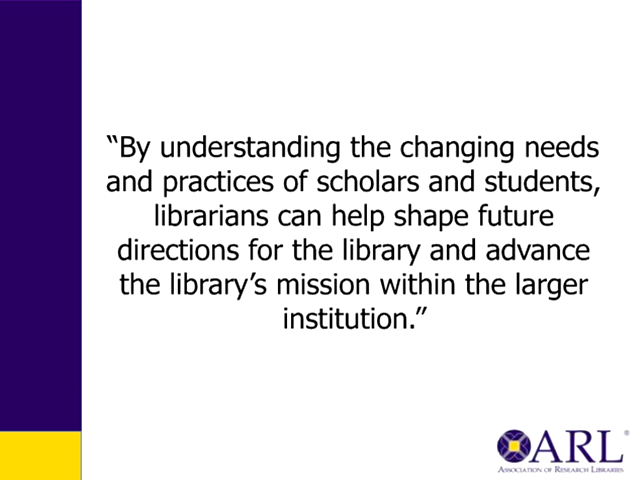 “By understanding the changing needs
and practices of scholars and students,
librarians can help shape future
directions for the library and advance
the library’s mission within the larger
institution.”
ARL®
ASSOCIATION OF RESEARCH LIBRARIES